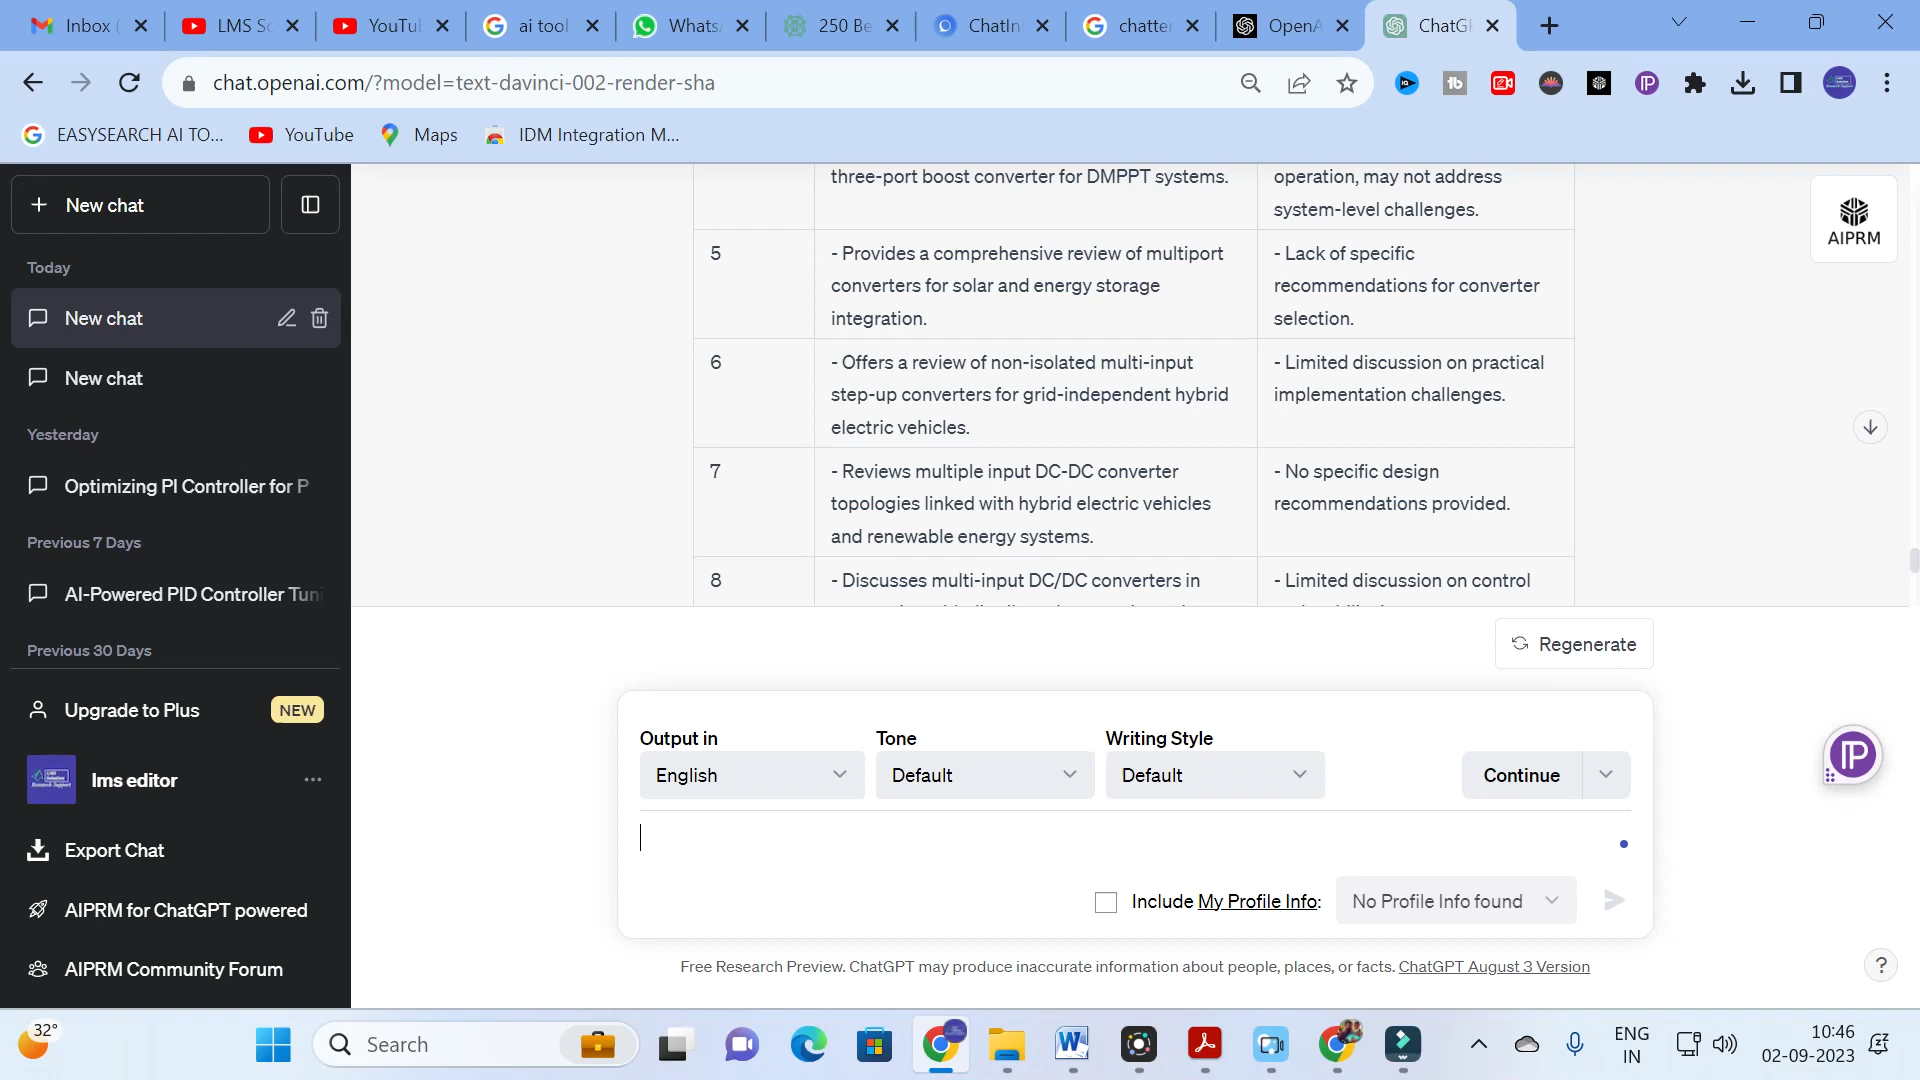 Inbox (
LMS Sc
YouTul
ai tool
Whats/
250 Be
ChatIn
chatter
OpenA
ChatGF
chat.openai.com/?model=text-davinci-002-render-sha
EASYSEARCH AI TO...
YouTube
Maps
IDM Integration M...
New chat
Today
New chat
New chat
Yesterday
Optimizing PI Controller for P
Previous 7 Days
AI-Powered PID Controller Tuni
Previous 30 Days
Upgrade to Plus
NEW
lms editor
Export Chat
AIPRM for ChatGPT powered
AIPRM Community Forum
three-port boost converter for DMPPT systems.
operation, may not address
system-level challenges.
5
- Provides a comprehensive review of multiport
converters for solar and energy storage
integration.
- Lack of specific
recommendations for converter
selection.
6
- Offers a review of non-isolated multi-input
step-up converters for grid-independent hybrid
electric vehicles.
- Limited discussion on practical
implementation challenges.
7
- Reviews multiple input DC-DC converter
topologies linked with hybrid electric vehicles
and renewable energy systems.
- No specific design
recommendations provided.
8
- Discusses multi-input DC/DC converters in
- Limited discussion on control
AIPRM
Regenerate
Output in
Tone
Writing Style
English
Default
Default
Continue
Include My Profile Info:
No Profile Info found
Free Research Preview. ChatGPT may produce inaccurate information about people, places, or facts. ChatGPT August 3 Version
?
32°
Search
ENG
IN
10:46
02-09-2023